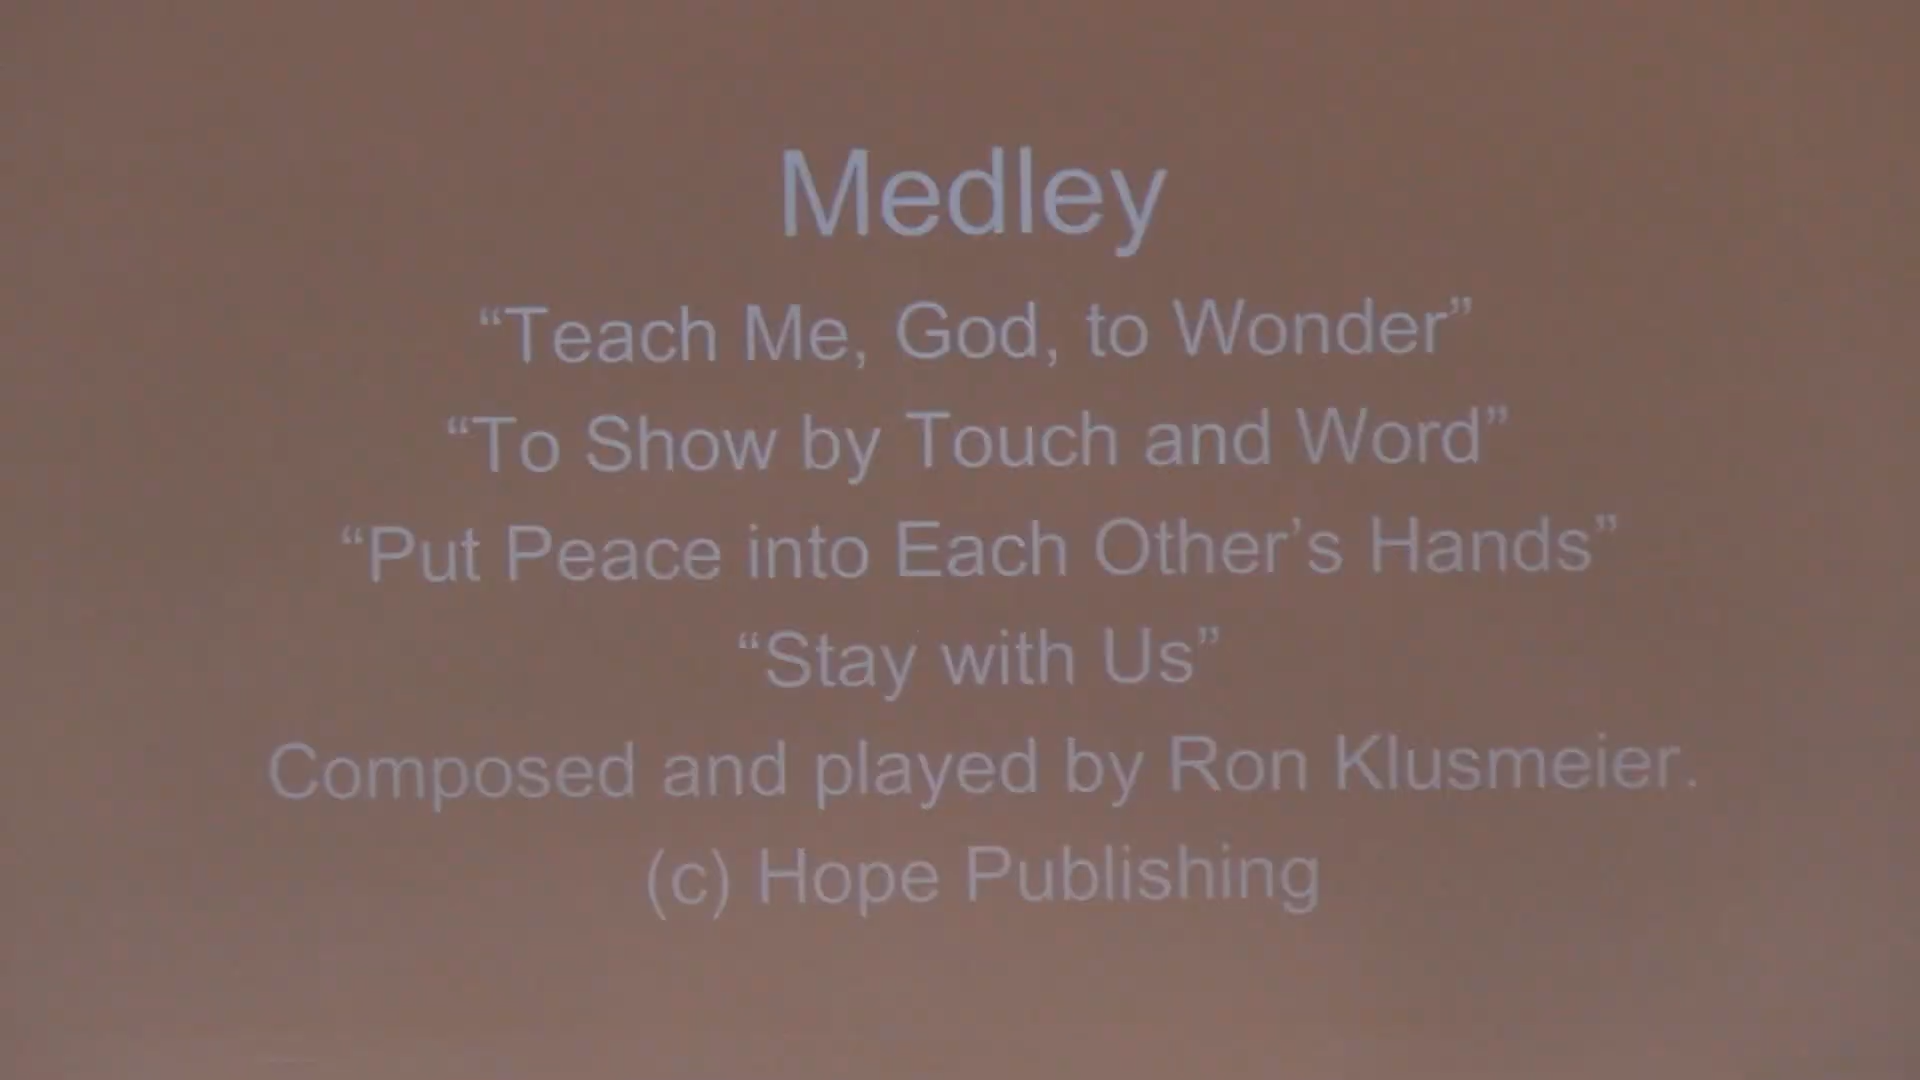 Medley
“Teach Me, God, to Wonder”
“To Show by Touch and Word”
“Put Peace into Each Other’s Hands”
“Stay with Us”
Composed and played by Ron Klusmeier.
(c) Hope Publishing